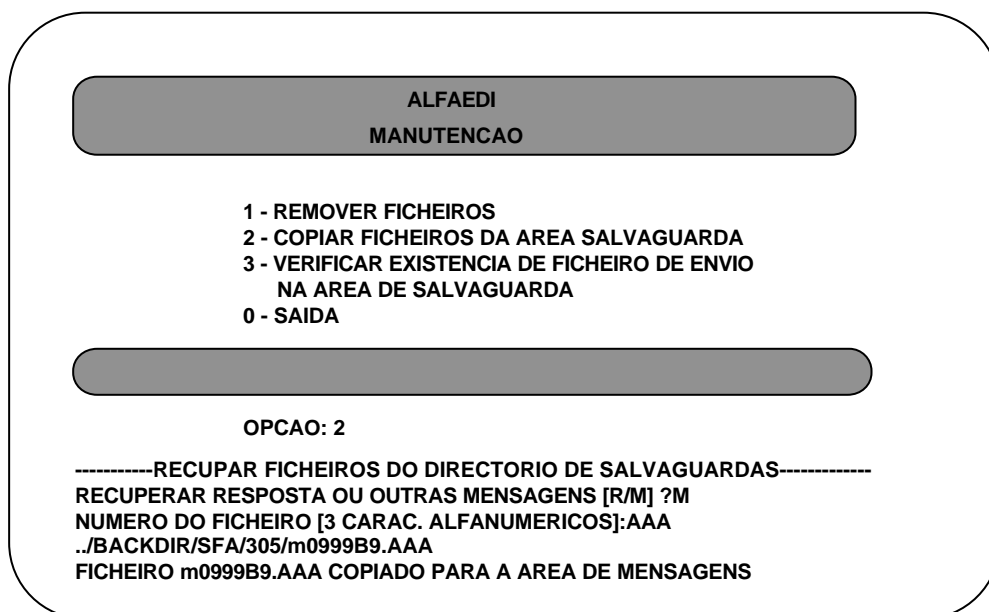 ALFAEDI
MANUTENCAO
1 - REMOVER FICHEIROS
2 - COPIAR FICHEIROS DA AREA SALVAGUARDA
3 - VERIFICAR EXISTENCIA DE FICHEIRO DE ENVIO
NA AREA DE SALVAGUARDA
0 - SAIDA
OPCAO: 2
-----------RECUPAR FICHEIROS DO DIRECTORIO DE SALVAGUARDAS-------------
RECUPERAR RESPOSTA OU OUTRAS MENSAGENS [R/M] ?M
NUMERO DO FICHEIRO [3 CARAC. ALFANUMERICOS]:AAA
../BACKDIR/SFA/305/m0999B9.AAA
FICHEIRO m0999B9.AAA COPIADO PARA A AREA DE MENSAGENS